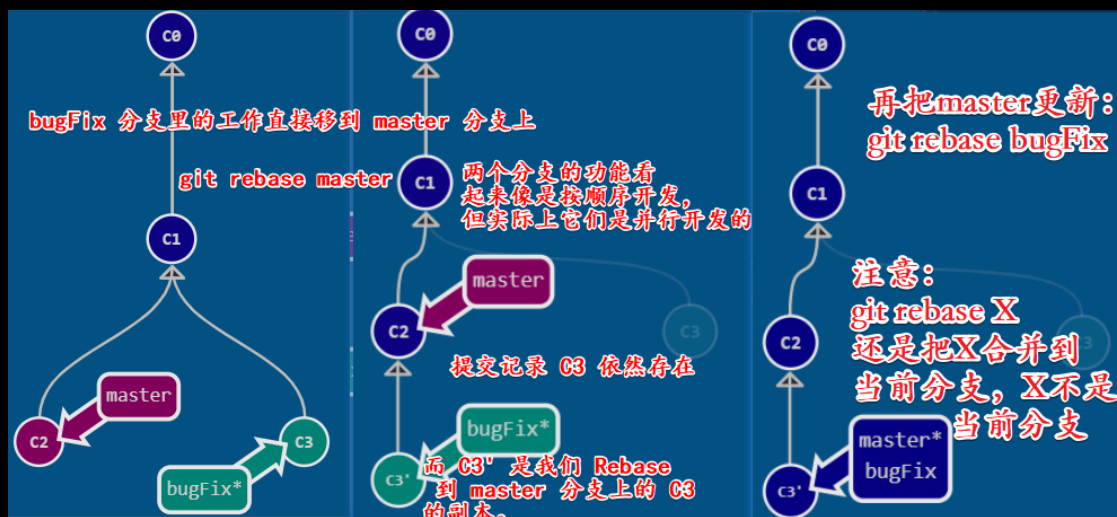 C0
bugFix 分支里的工作直接移到 master 分支上
git rebase master
C1
master
C2
C3
bugFix*
C0
C1
两个分支的功能看
起来像是按顺序开发,
但实际上它们是并行开发的
master
C2
C3
提交记录 C3 依然存在
bugFix*
C3'
而 C3' 是我们 Rebase
到 master 分支上的 C3
的副本。
C0
再把master更新:
git rebase bugFix
C1
注意:
git rebase X
还是把X合并到
当前分支, X不是
当前分支
C2
C3
master*
bugFix
C3'